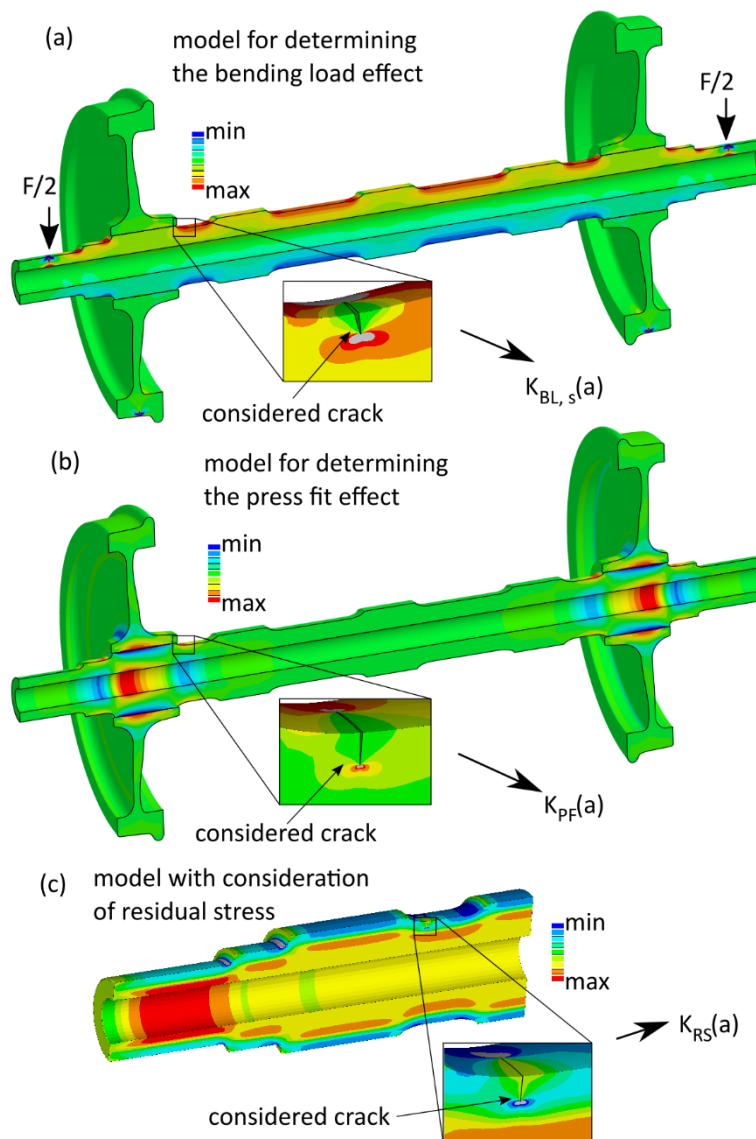 (a)
model for determining
the bending load effect
F/2
min
max
F/2
considered crack
K_BL, s(a)
(b)
model for determining
the press fit effect
min
max
considered crack
K_PF(a)
(c)
model with consideration
of residual stress
min
max
K_RS(a)
considered crack